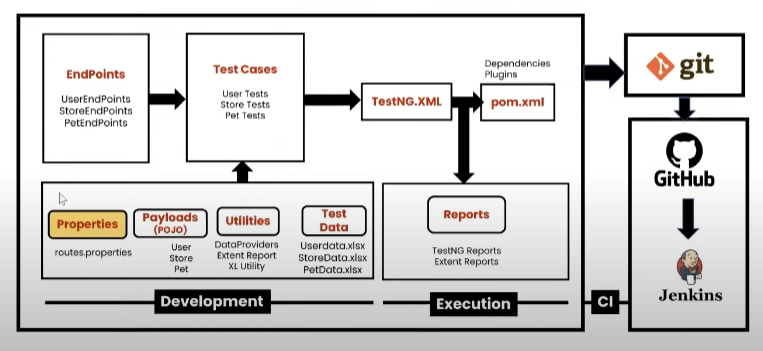 EndPoints
UserEndPoints
StoreEndPoints
PetEndPoints
Test Cases
User Tests
Store Tests
Pet Tests
TestNG.XML
Dependencies
Plugins
pom.xml
git
GitHub
Jenkins
Properties
routes.properties
Payloads
(POJO)
User
Store
Pet
Utilities
DataProviders
Extent Report
XL Utility
Test
Data
Userdata.xlsx
StoreData.xlsx
PetData.xlsx
Reports
TestNG Reports
Extent Reports
Development
Execution
CI